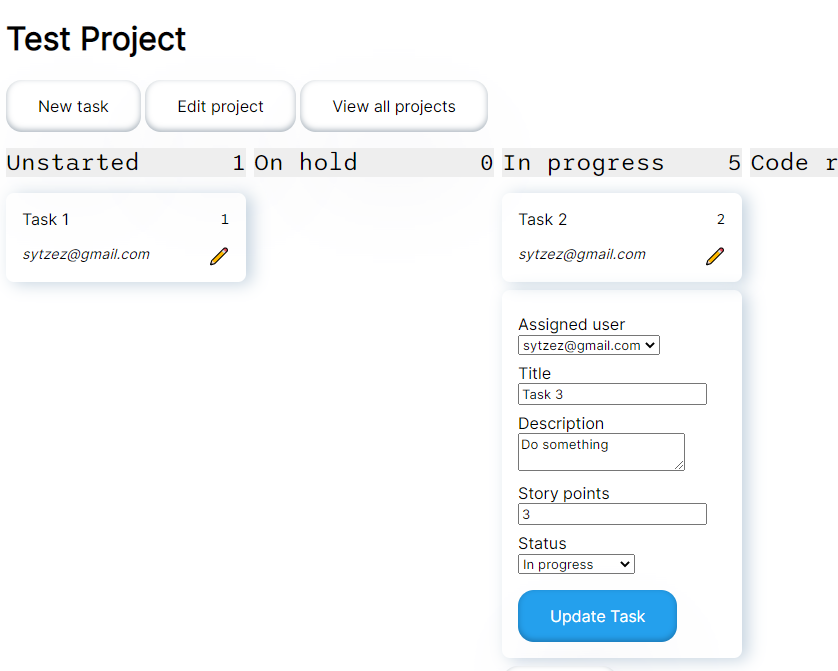 Test Project
New task Edit project View all projects
Unstarted 1 On hold 0 In progress 5 Code r
Task 1 1
sytzez@gmail.com
Task 2 2
sytzez@gmail.com
Assigned user
sytzez@gmail.com
Title
Task 3
Description
Do something
Story points
3
Status
In progress
Update Task